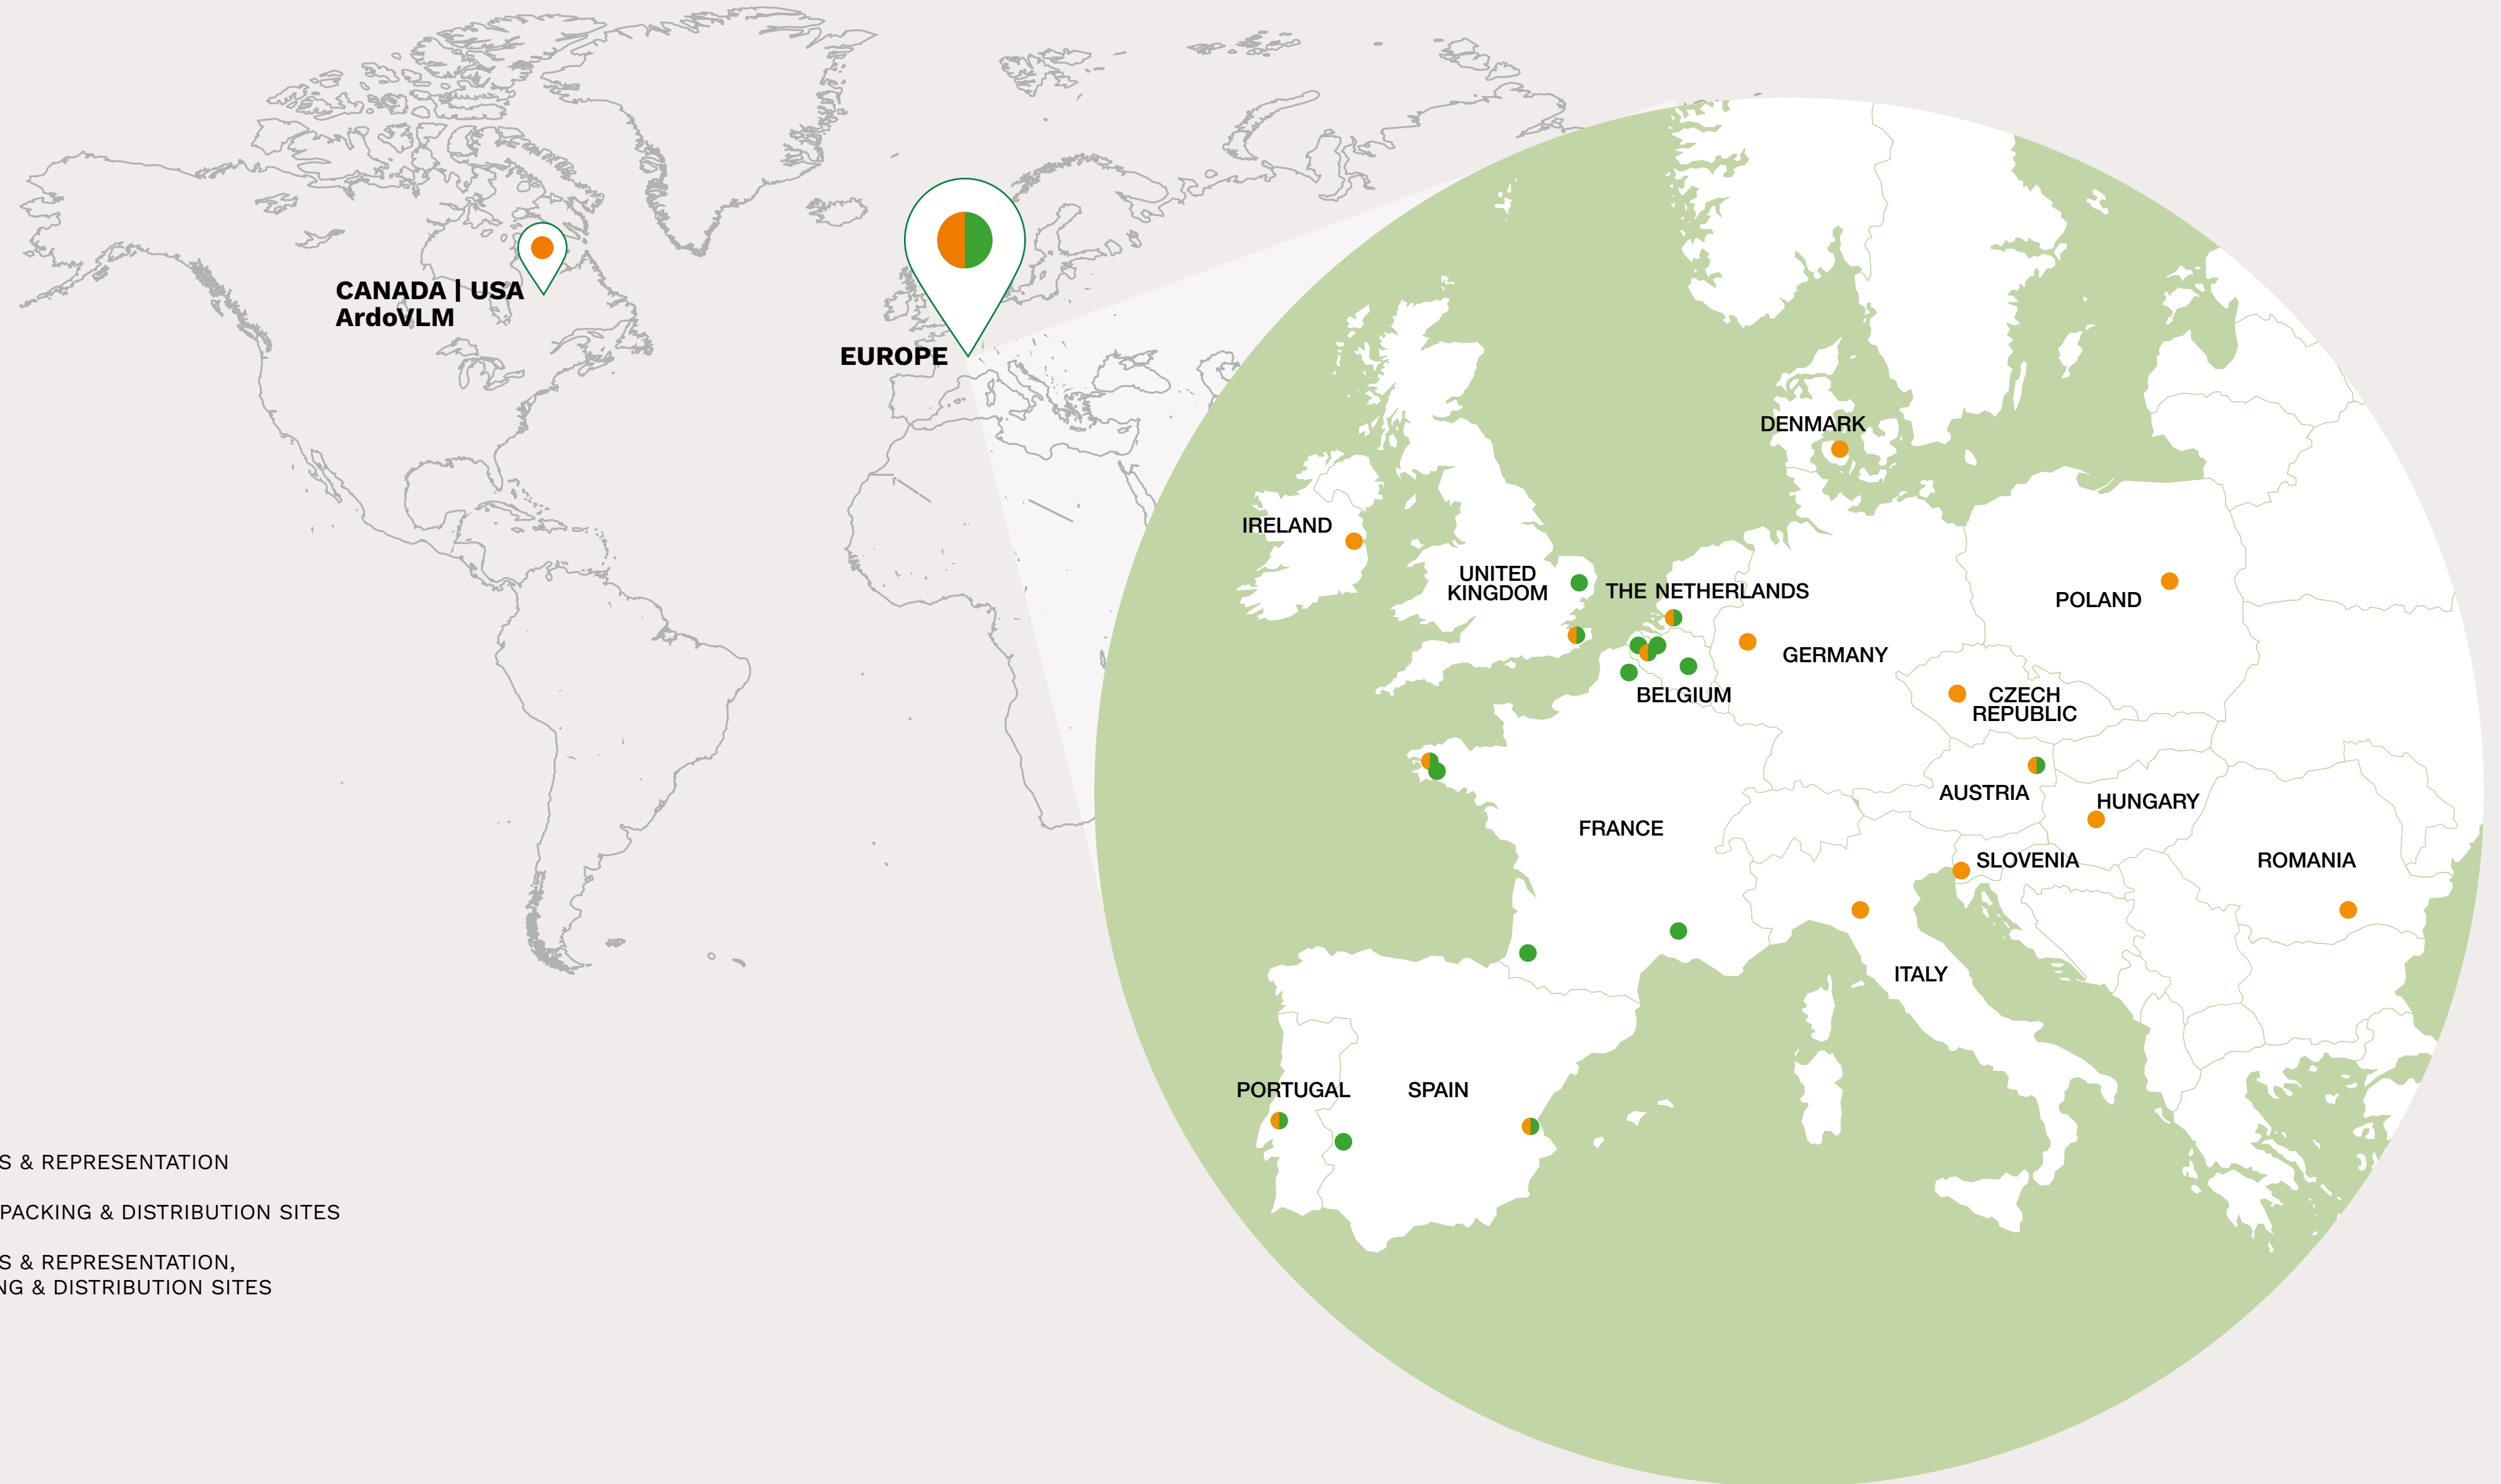 CANADA | USA
ArdoVLM
EUROPE
DENMARK
IRELAND
UNITED
KINGDOM
THE NETHERLANDS
POLAND
GERMANY
BELGIUM
CZECH
REPUBLIC
AUSTRIA
HUNGARY
FRANCE
SLOVENIA
ROMANIA
ITALY
PORTUGAL
SPAIN
S & REPRESENTATION
PACKING & DISTRIBUTION SITES
S & REPRESENTATION,
NG & DISTRIBUTION SITES